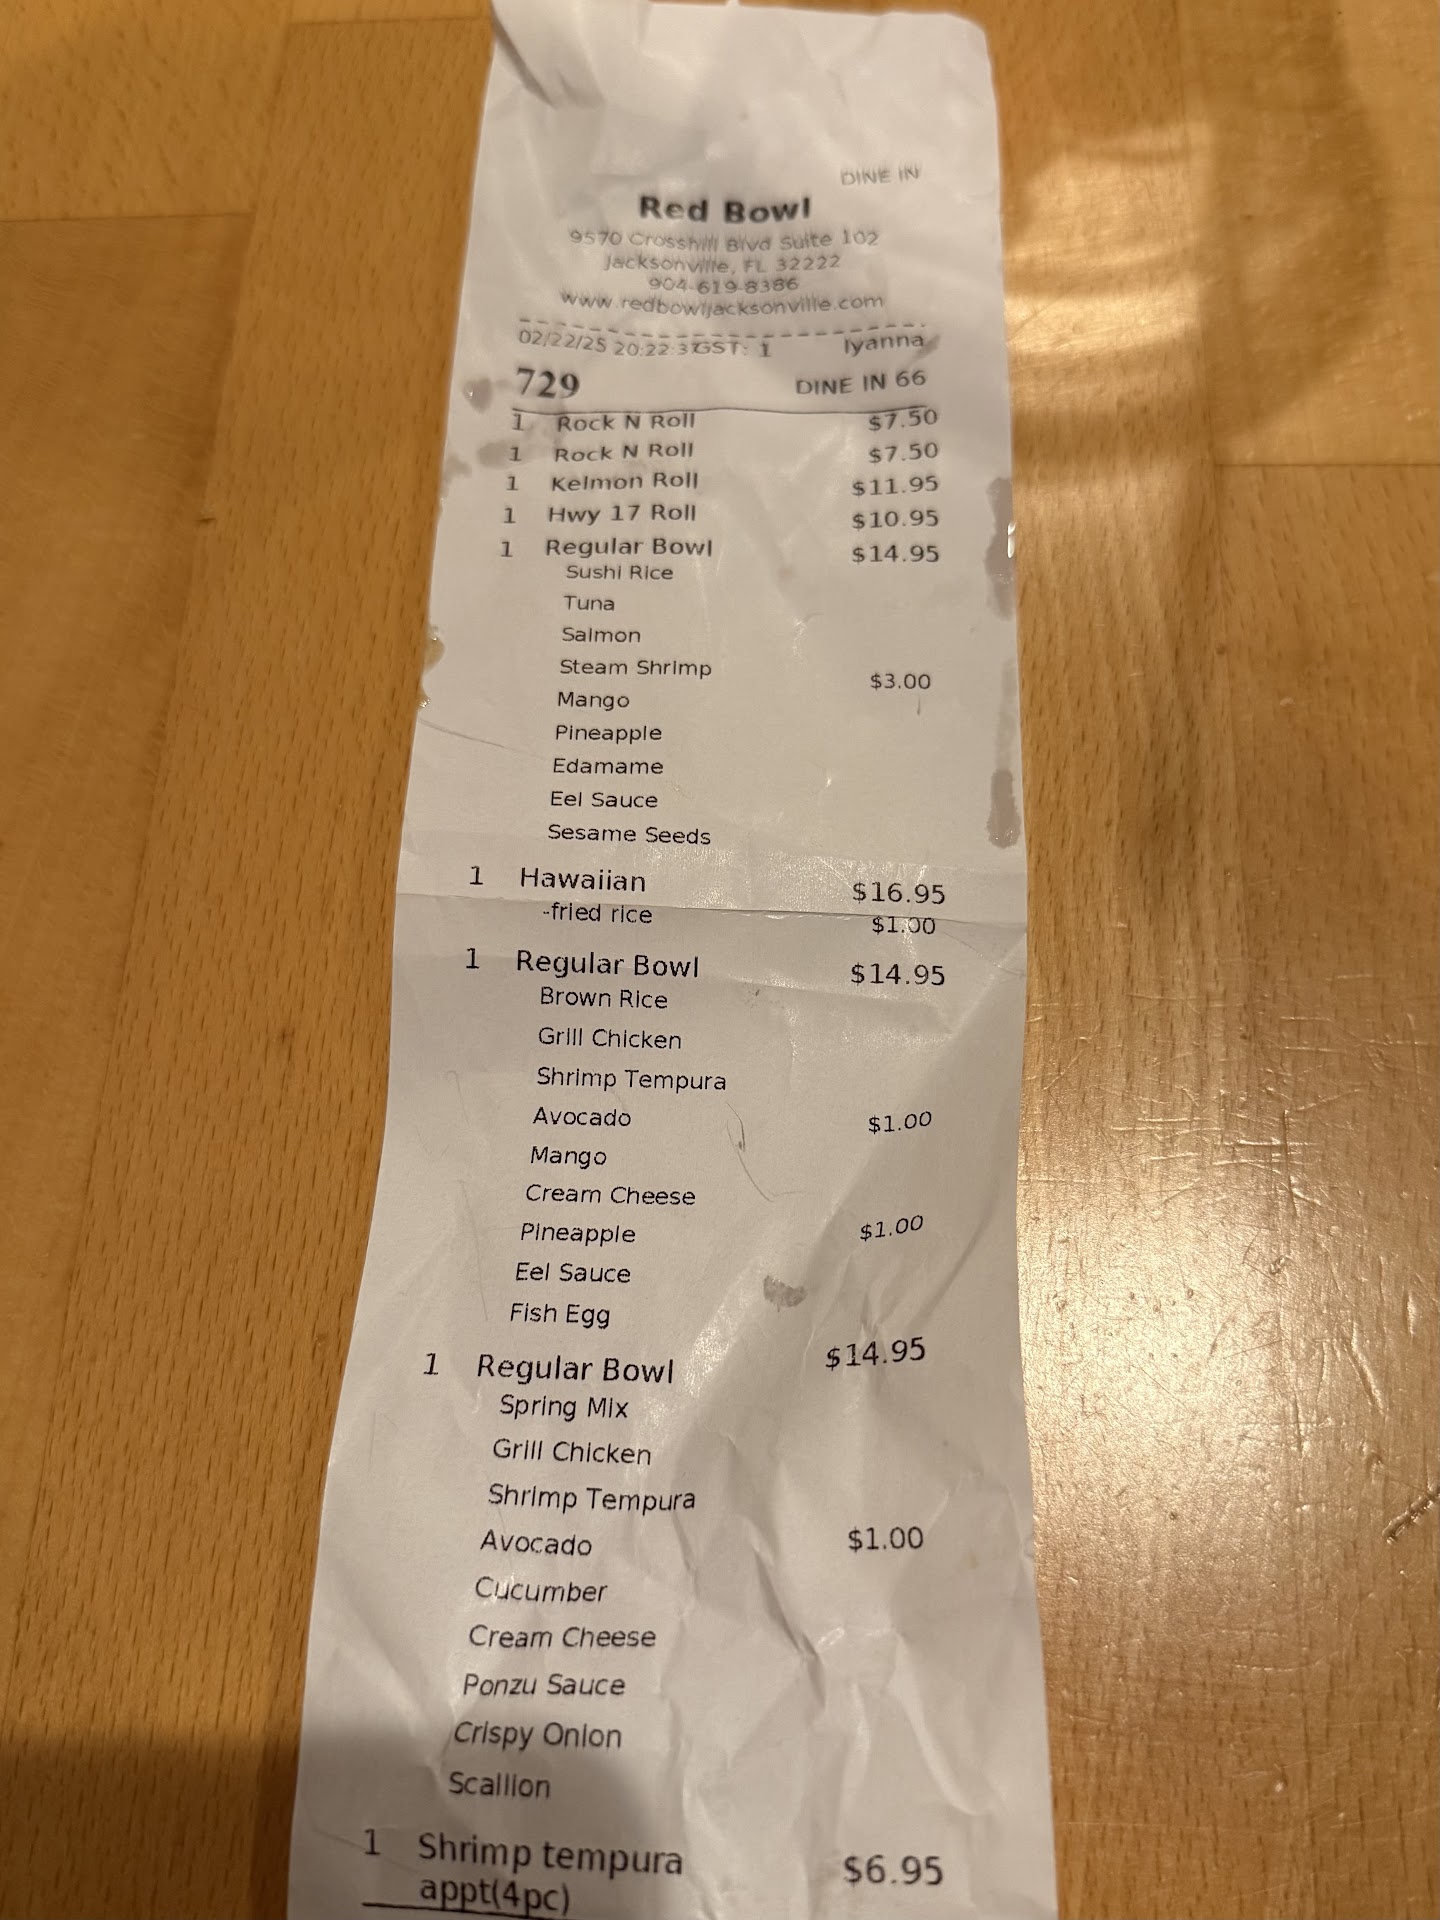 DINE IN
Red Bowl
9570 Crosshill Blvd Suite 102
Jacksonville, FL 32222
904-619-8386
www.redbowljacksonville.com
02/22/25 20:22:3 GST: 1 Iyanna
729 DINE IN 66
1 Rock N Roll $7.50
1 Rock N Roll $7.50
1 Kelmon Roll $11.95
1 Hwy 17 Roll $10.95
1 Regular Bowl $14.95
Sushi Rice
Tuna
Salmon
Steam Shrimp $3.00
Mango
Pineapple
Edamame
Eel Sauce
Sesame Seeds
1 Hawaiian $16.95
-fried rice $1.00
1 Regular Bowl $14.95
Brown Rice
Grill Chicken
Shrimp Tempura
Avocado $1.00
Mango
Cream Cheese
Pineapple $1.00
Eel Sauce
Fish Egg
1 Regular Bowl $14.95
Spring Mix
Grill Chicken
Shrimp Tempura
Avocado $1.00
Cucumber
Cream Cheese
Ponzu Sauce
Crispy Onion
Scallion
1 Shrimp tempura $6.95
appt(4pc)